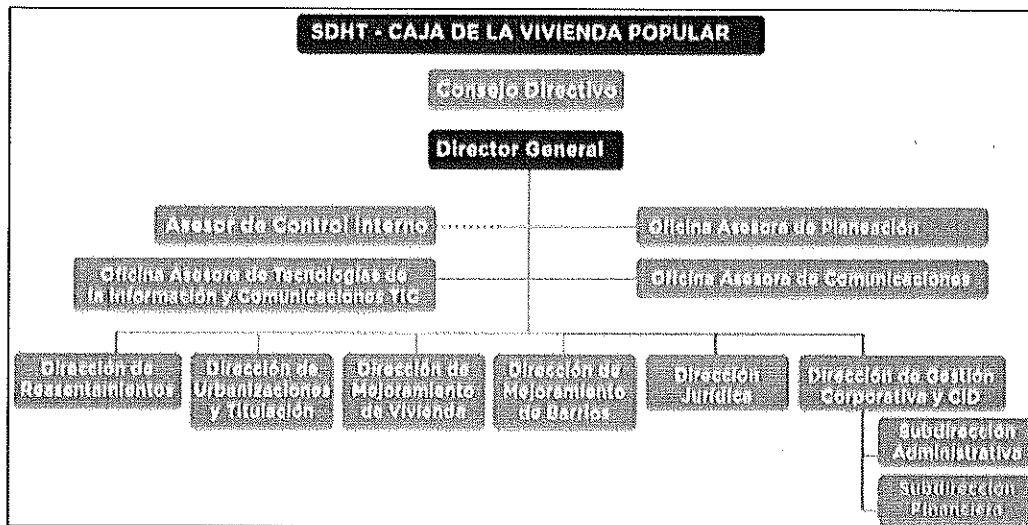 SDHT - CAJA DE LA VIVIENDA POPULAR
Consejo Directivo
Director General
Asesor de Control Interno
Oficina Asesora de Planeación
Oficina Asesora de Tecnologías de
la Información y Comunicaciones TIC
Oficina Asesora de Comunicaciones
Dirección de
Reasentamientos
Dirección de
Urbanizaciones
y Titulación
Dirección de
Mejoramiento
de Vivienda
Dirección de
Mejoramiento
de Barrios
Dirección
Jurídica
Dirección de Gestión
Corporativa y CID
Subdirección
Administrativa
Subdirección
Financiera